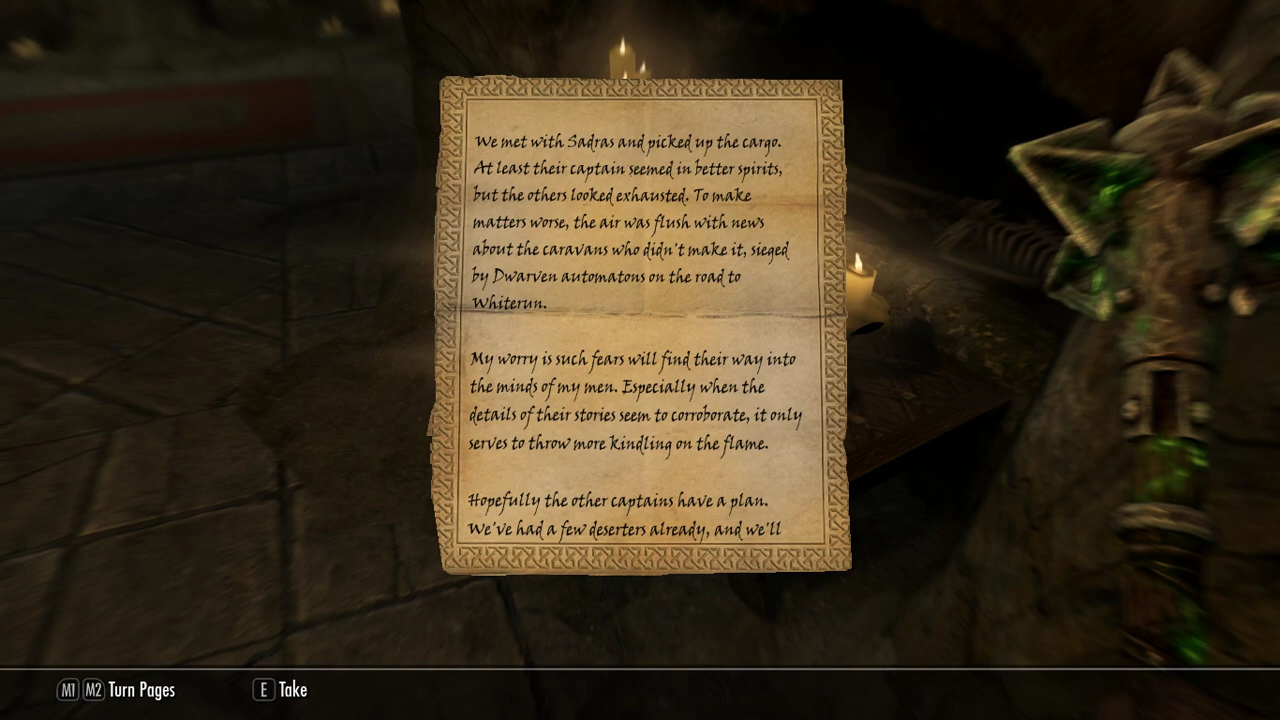 We met with Sadras and picked up the cargo.
At least their captain seemed in better spirits,
but the others looked exhausted. To make
matters worse, the air was flush with news
about the caravans who didn't make it, sieged
by Dwarven automatons on the road to
Whiterun.
My worry is such fears will find their way into
the minds of my men. Especially when the
details of their stories seem to corroborate, it only
serves to throw more kindling on the flame.
Hopefully the other captains have a plan.
We've had a few deserters already, and we'll
M1 M2 Turn Pages
E Take